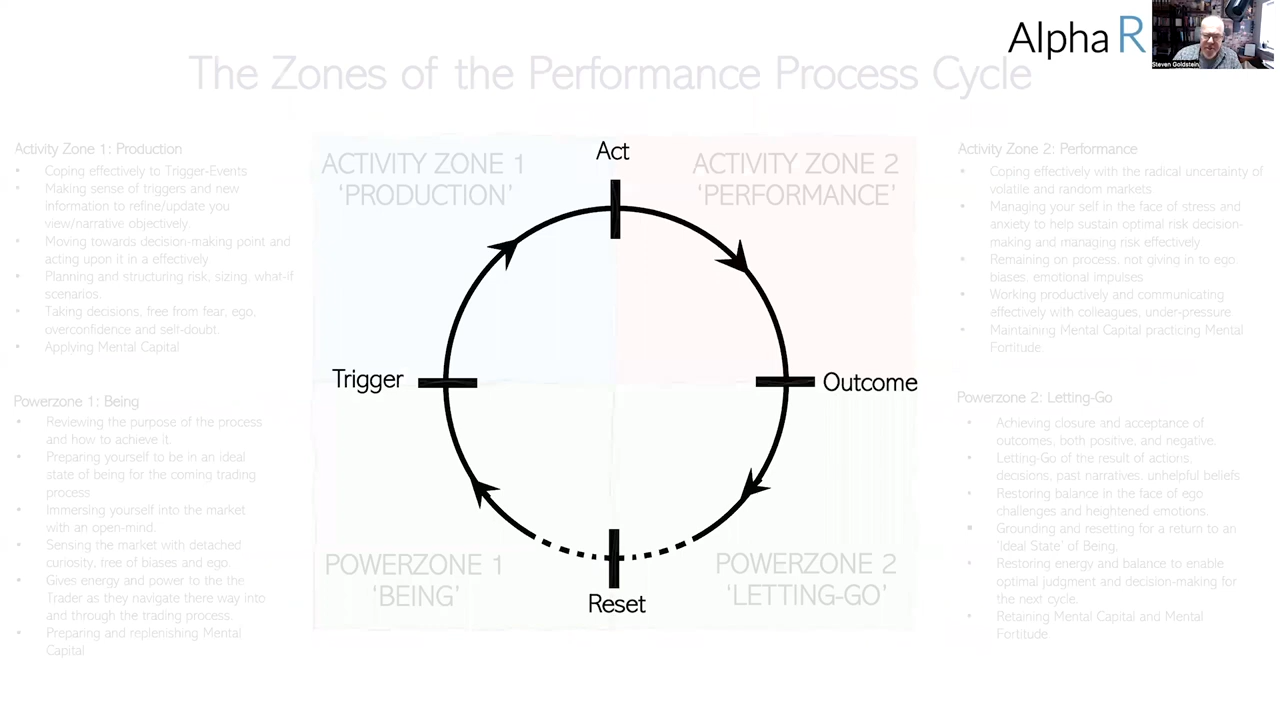 Alpha R
Steven Goldstein
The Zones of the Performance Process Cycle
Activity Zone 1: Production
• Coping effectively to Trigger-Events
• Making sense of triggers and new
information to refine/update you
view/narrative objectively.
• Moving towards decision-making point and
acting upon it in a effectively
• Planning and structuring risk, sizing, what-if
scenarios.
• Taking decisions, free from fear, ego,
overconfidence and self-doubt.
• Applying Mental Capital
Powerzone 1: Being
• Reviewing the purpose of the process
and how to achieve it.
• Preparing yourself to be in an ideal
state of being for the coming trading
process
• Immersing yourself into the market
with an open-mind.
• Sensing the market with detached
curiosity, free of biases and ego.
• Gives energy and power to the the
Trader as they navigate there way into
and through the trading process.
• Preparing and replenishing Mental
Capital
ACTIVITY ZONE 1
'PRODUCTION'
Act
ACTIVITY ZONE 2
'PERFORMANCE'
Trigger
Outcome
POWERZONE 1
'BEING'
Reset
POWERZONE 2
'LETTING-GO'
Activity Zone 2: Performance
• Coping effectively with the radical uncertainty of
volatile and random markets
• Managing your self in the face of stress and
anxiety to help sustain optimal risk decision-
making and managing risk effectively
• Remaining on process, not giving in to ego
biases, emotional impulses
• Working productively and communicating
effectively with colleagues, under-pressure
• Maintaining Mental Capital practicing Mental
Fortitude.
Powerzone 2: Letting-Go
• Achieving closure and acceptance of
outcomes, both positive, and negative.
• Letting-Go of the result of actions,
decisions, past narratives, unhelpful beliefs
• Restoring balance in the face of ego
challenges and heightened emotions.
▪ Grounding and resetting for a return to an
'Ideal State' of Being.
• Restoring energy and balance to enable
optimal judgment and decision-making for
the next cycle.
• Retaining Mental Capital and Mental
Fortitude